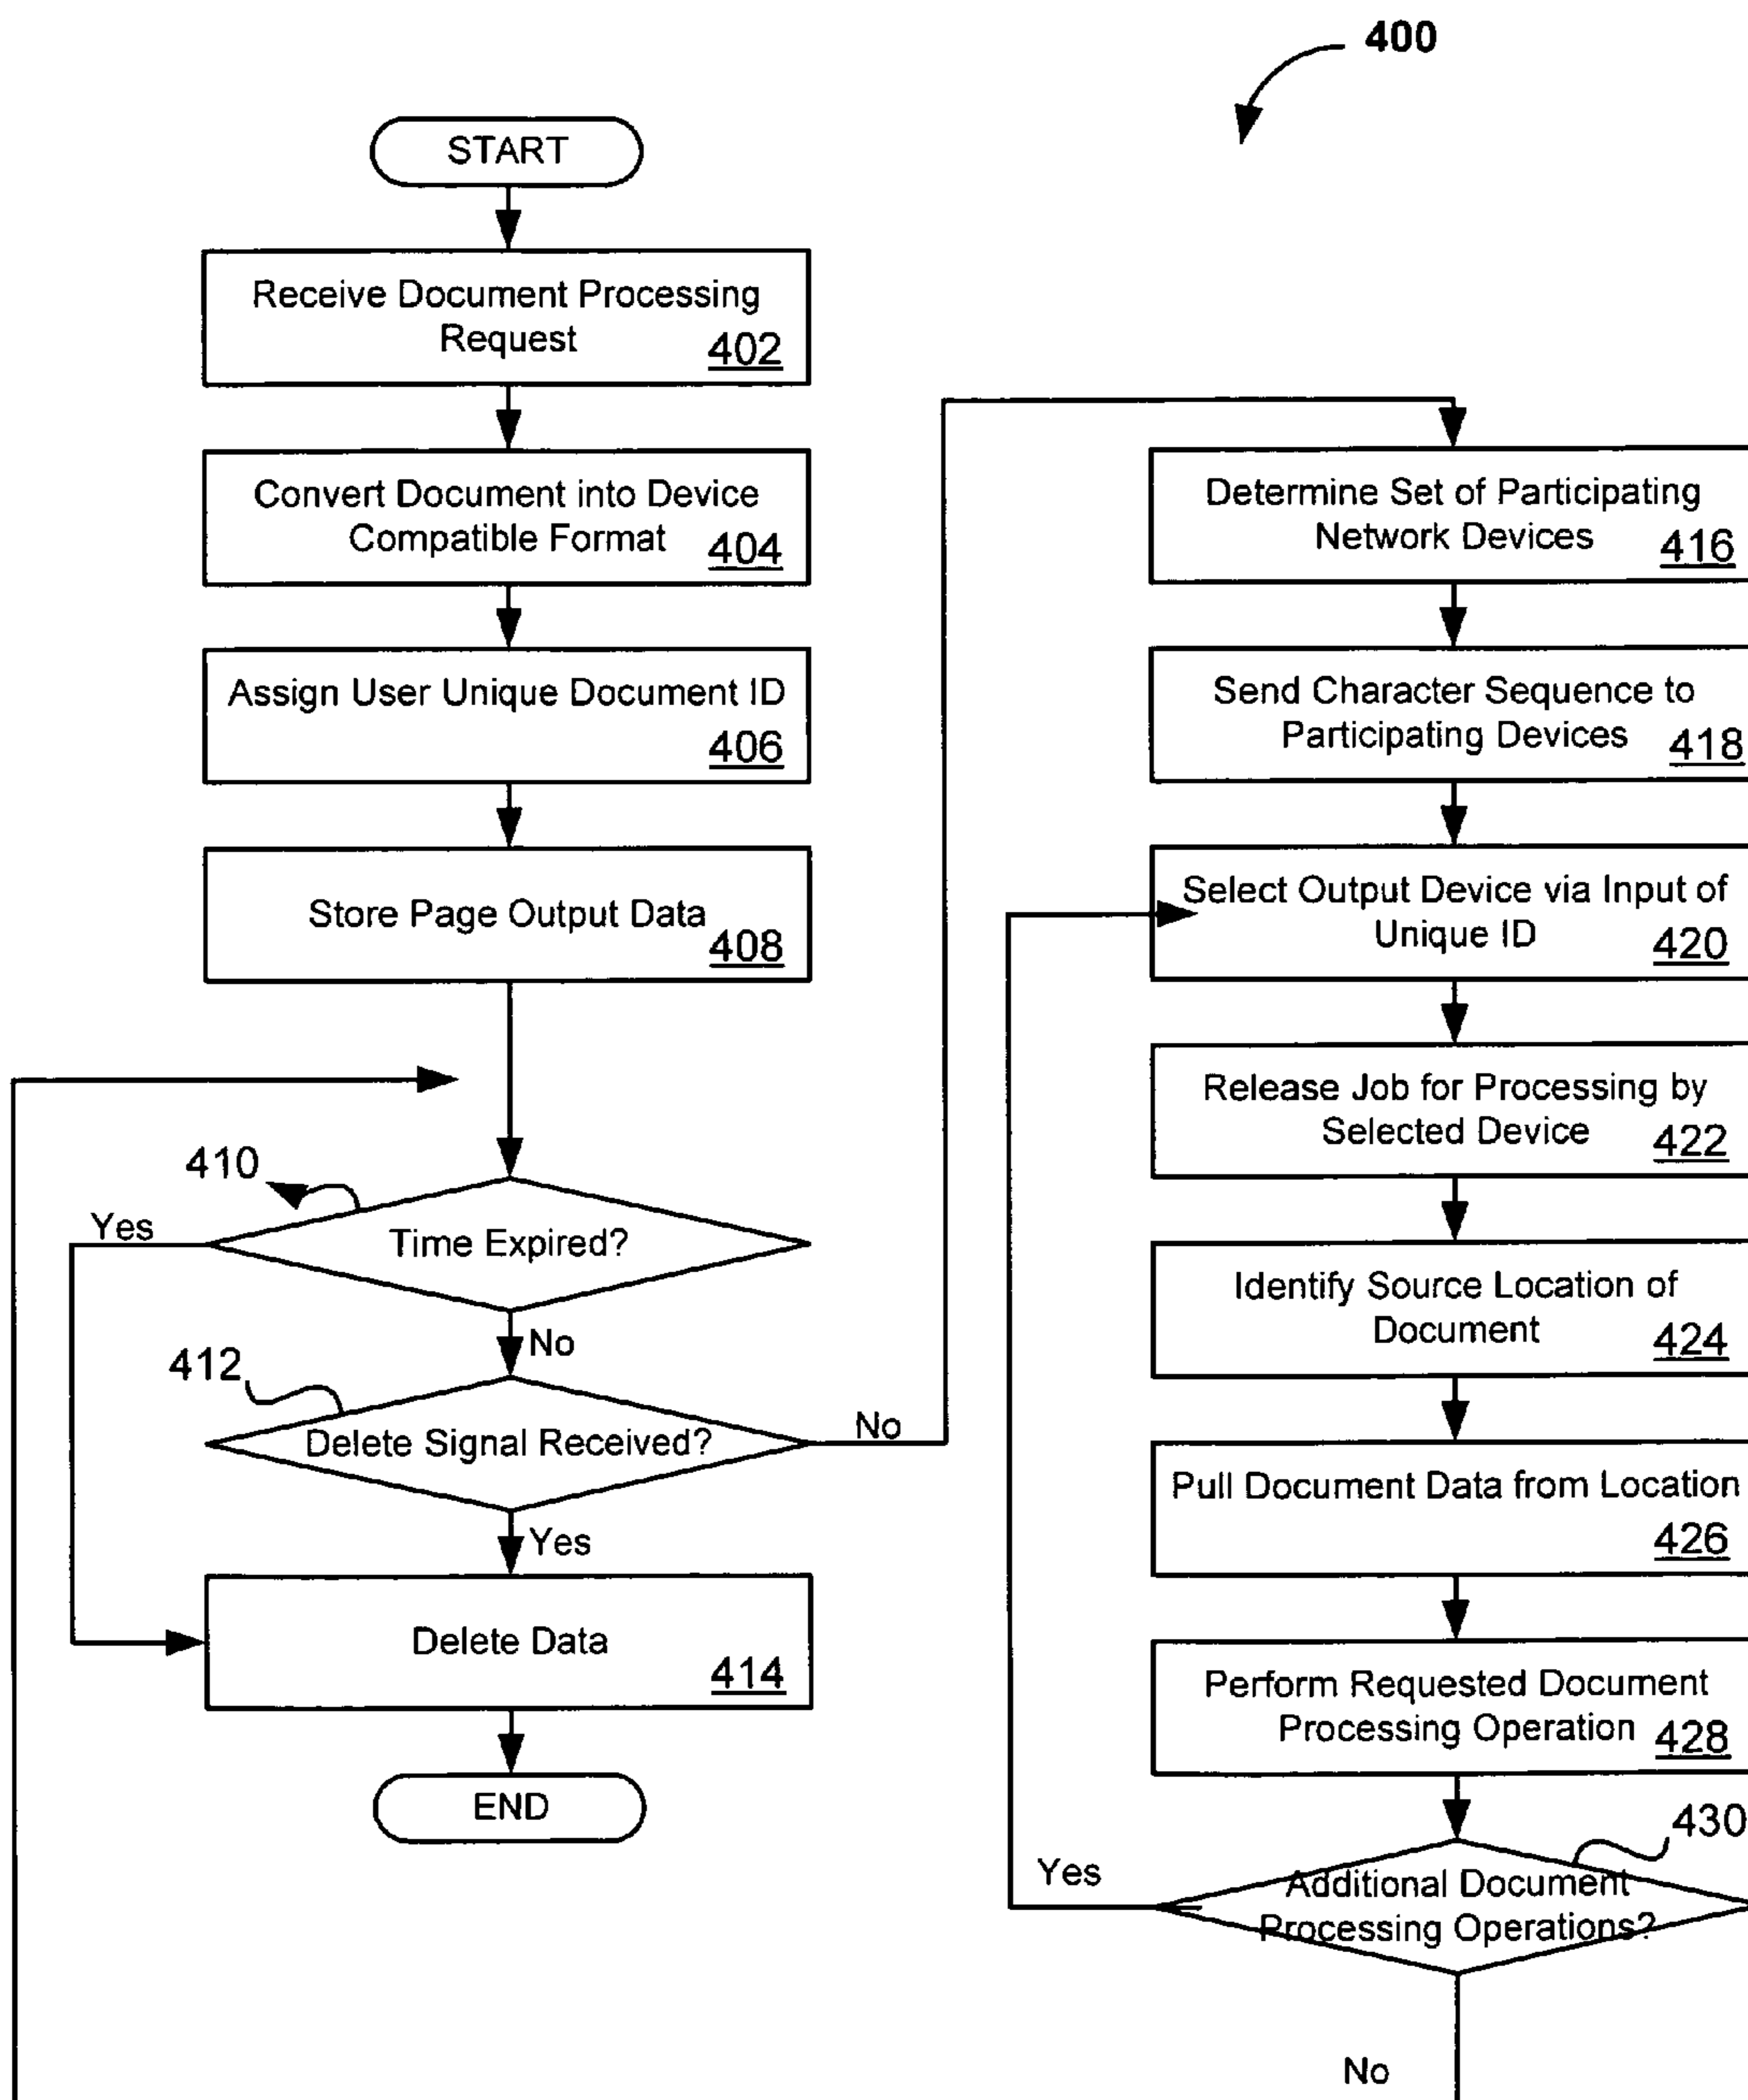 400
START
Receive Document Processing
Request 402
Convert Document into Device
Compatible Format 404
Assign User Unique Document ID
406
Store Page Output Data
408
410
Yes
Time Expired?
No
412
Delete Signal Received?
No
Yes
Delete Data
414
END
Determine Set of Participating
Network Devices 416
Send Character Sequence to
Participating Devices 418
Select Output Device via Input of
Unique ID 420
Release Job for Processing by
Selected Device 422
Identify Source Location of
Document 424
Pull Document Data from Location
426
Perform Requested Document
Processing Operation 428
430
Yes
Additional Document
Processing Operations?
No